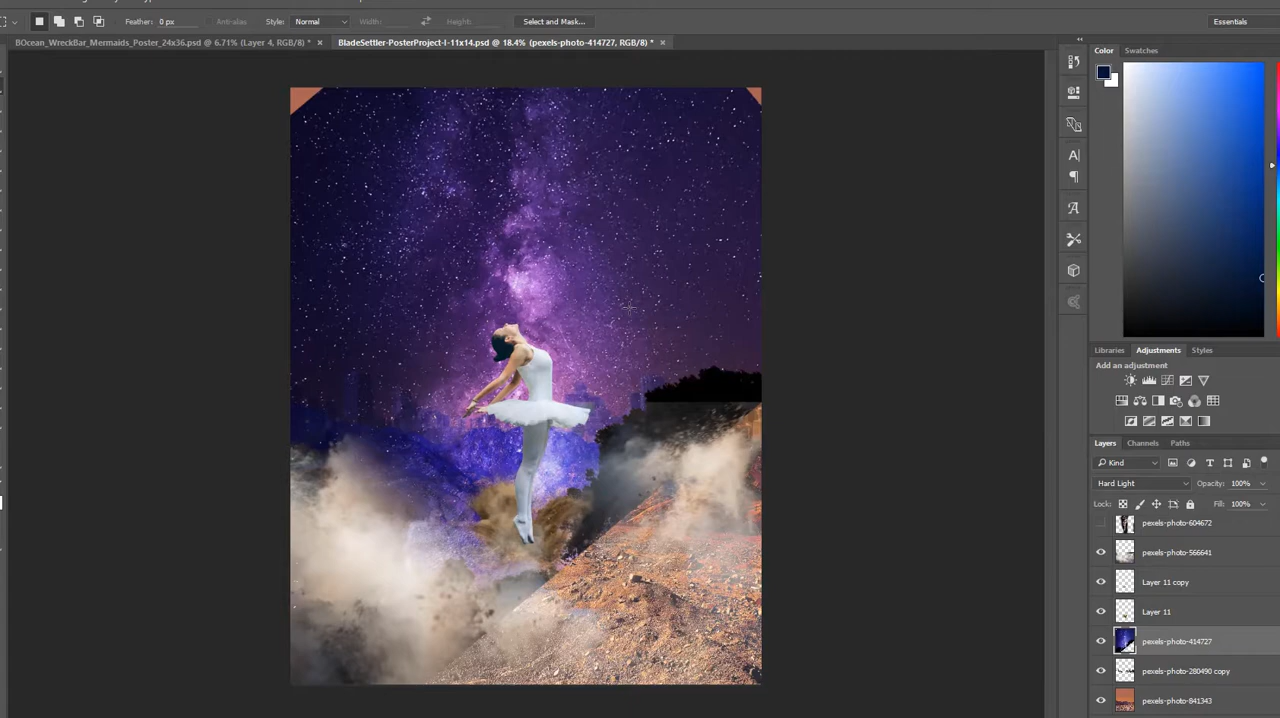 Feather: 0 px Anti-alias Style: Normal Width: Height: Select and Mask... Essentials
BOcean_WreckBar_Mermaids_Poster_24x36.psd @ 6.71% (Layer 4, RGB/8) * × BladeSettler-PosterProject-I-11x14.psd @ 18.4% (pexels-photo-414727, RGB/8) * ×
Color Swatches
Libraries Adjustments Styles
Add an adjustment
Layers Channels Paths
Kind
Hard Light Opacity: 100%
Lock: Fill: 100%
pexels-photo-604672
pexels-photo-566641
Layer 11 copy
Layer 11
pexels-photo-414727
pexels-photo-280490 copy
pexels-photo-841343